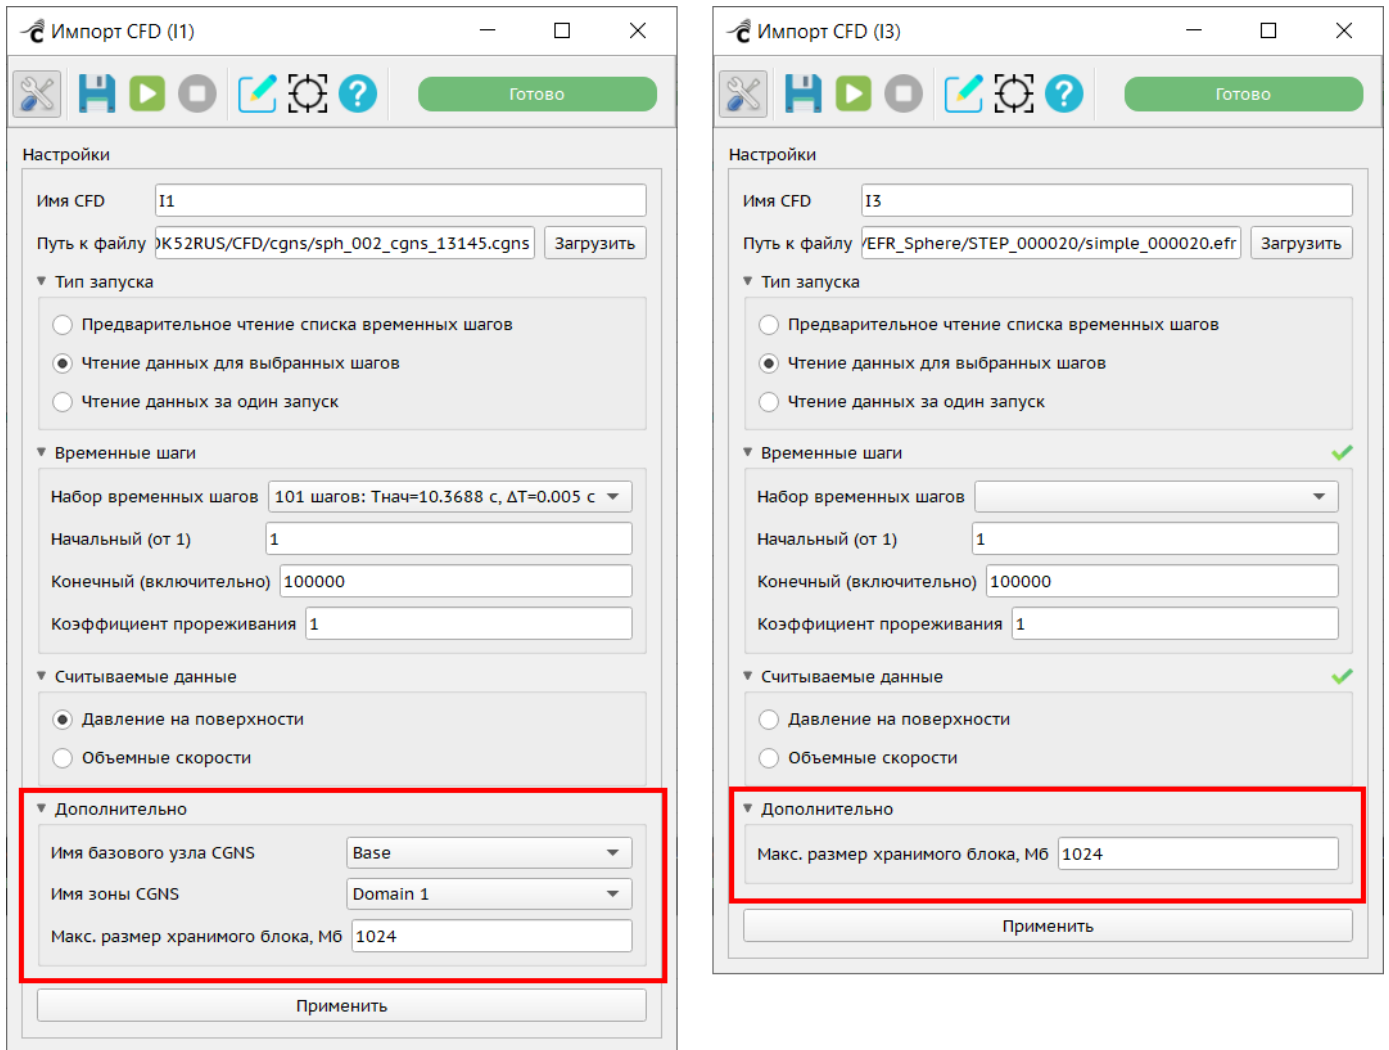 Импорт CFD (I1)
Готово
Настройки
Имя CFD
I1
Путь к файлу
OK52RUS/CFD/cgns/sph_002_cgns_13145.cgns
Загрузить
Тип запуска
Предварительное чтение списка временных шагов
Чтение данных для выбранных шагов
Чтение данных за один запуск
Временные шаги
Набор временных шагов
101 шагов: Тнач=10.3688 с, ΔT=0.005 с
Начальный (от 1)
1
Конечный (включительно)
100000
Коэффициент прореживания
1
Считываемые данные
Давление на поверхности
Объемные скорости
Дополнительно
Имя базового узла CGNS
Base
Имя зоны CGNS
Domain 1
Макс. размер хранимого блока, Мб
1024
Применить
Импорт CFD (I3)
Готово
Настройки
Имя CFD
I3
Путь к файлу
/EFR_Sphere/STEP_000020/simple_000020.efr
Загрузить
Тип запуска
Предварительное чтение списка временных шагов
Чтение данных для выбранных шагов
Чтение данных за один запуск
Временные шаги
Набор временных шагов
Начальный (от 1)
1
Конечный (включительно)
100000
Коэффициент прореживания
1
Считываемые данные
Давление на поверхности
Объемные скорости
Дополнительно
Макс. размер хранимого блока, Мб
1024
Применить